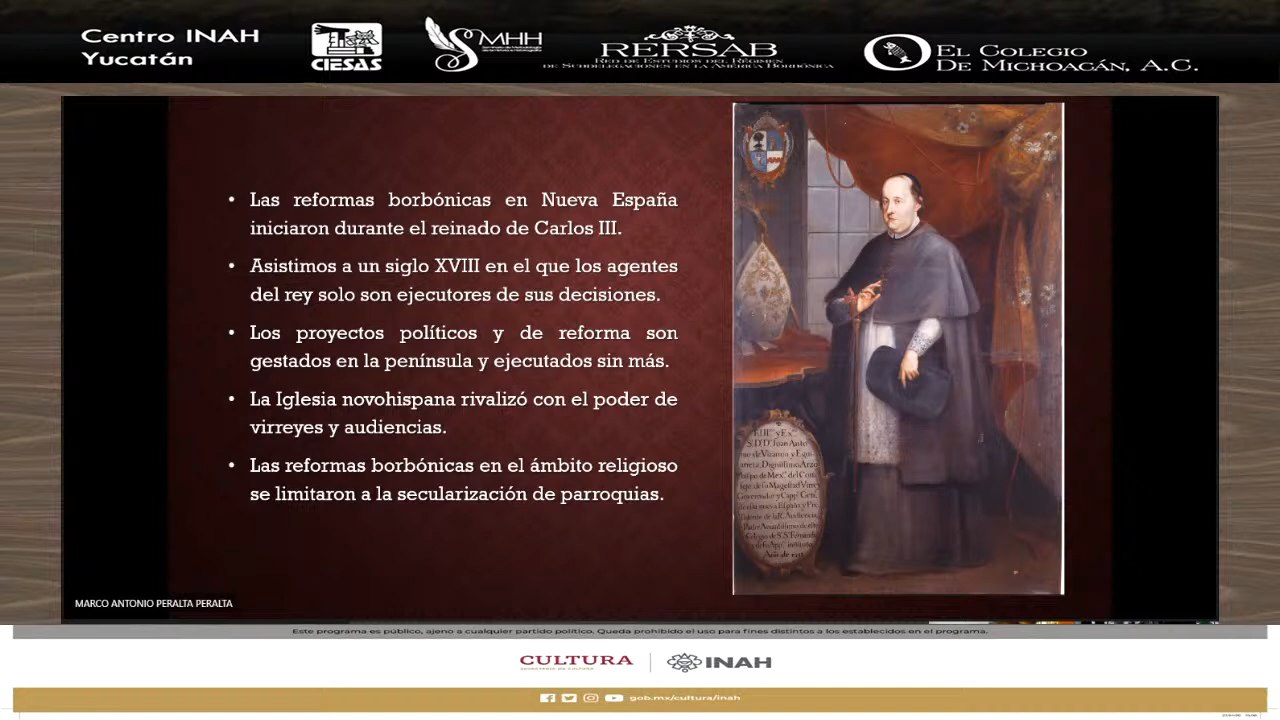 Centro INAH
Yucatán
CIESAS
SMHH
RERSAB
RED DE ESTUDIOS DEL RÉGIMEN
DE SUBDELEGACIONES EN LA AMÉRICA BORBÓNICA
EL COLEGIO
DE MICHOACÁN, A.C.
• Las reformas borbónicas en Nueva España
iniciaron durante el reinado de Carlos III.
• Asistimos a un siglo XVIII en el que los agentes
del rey solo son ejecutores de sus decisiones.
• Los proyectos políticos y de reforma son
gestados en la península y ejecutados sin más.
• La Iglesia novohispana rivalizó con el poder de
virreyes y audiencias.
• Las reformas borbónicas en el ámbito religioso
se limitaron a la secularización de parroquias.
S.D.D. Juan Anto
MARCO ANTONIO PERALTA PERALTA
Este programa es público, ajeno a cualquier partido político. Queda prohibido el uso para fines distintos a los establecidos en el programa.
CULTURA
SECRETARÍA DE CULTURA
INAH
gob.mx/cultura/inah